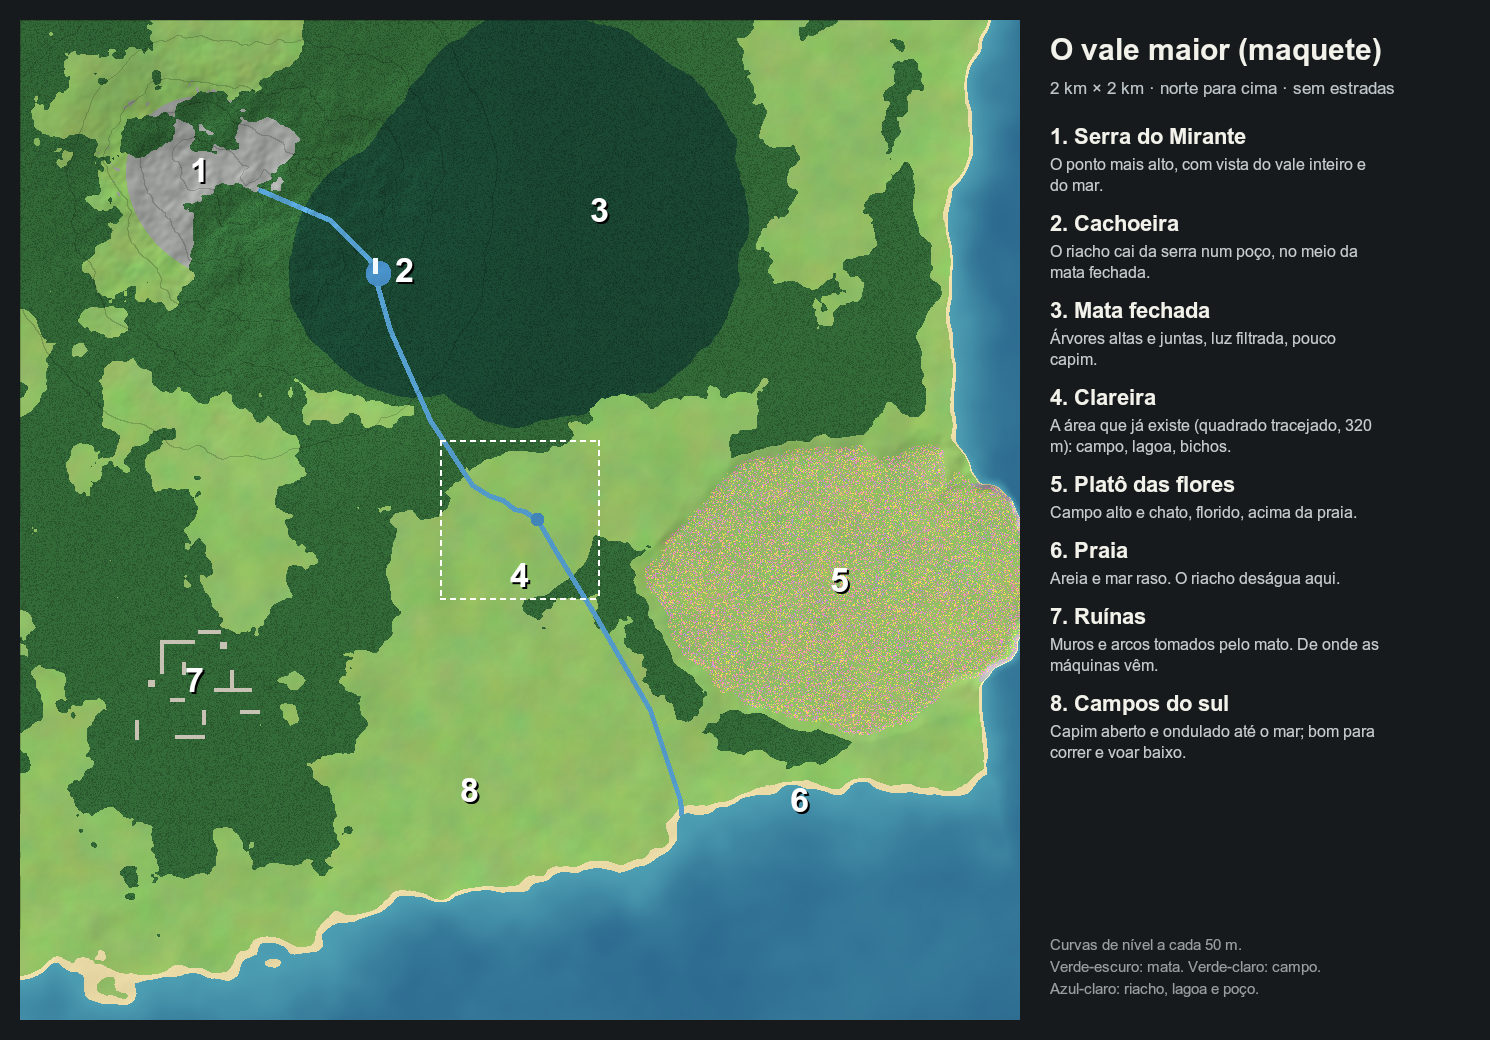 O vale maior (maquete)
2 km × 2 km · norte para cima · sem estradas
1. Serra do Mirante
O ponto mais alto, com vista do vale inteiro e
do mar.
2. Cachoeira
O riacho cai da serra num poço, no meio da
mata fechada.
3. Mata fechada
Árvores altas e juntas, luz filtrada, pouco
capim.
4. Clareira
A área que já existe (quadrado tracejado, 320
m): campo, lagoa, bichos.
5. Platô das flores
Campo alto e chato, florido, acima da praia.
6. Praia
Areia e mar raso. O riacho deságua aqui.
7. Ruínas
Muros e arcos tomados pelo mato. De onde as
máquinas vêm.
8. Campos do sul
Capim aberto e ondulado até o mar; bom para
correr e voar baixo.
Curvas de nível a cada 50 m.
Verde-escuro: mata. Verde-claro: campo.
Azul-claro: riacho, lagoa e poço.
1
2
3
4
5
6
7
8